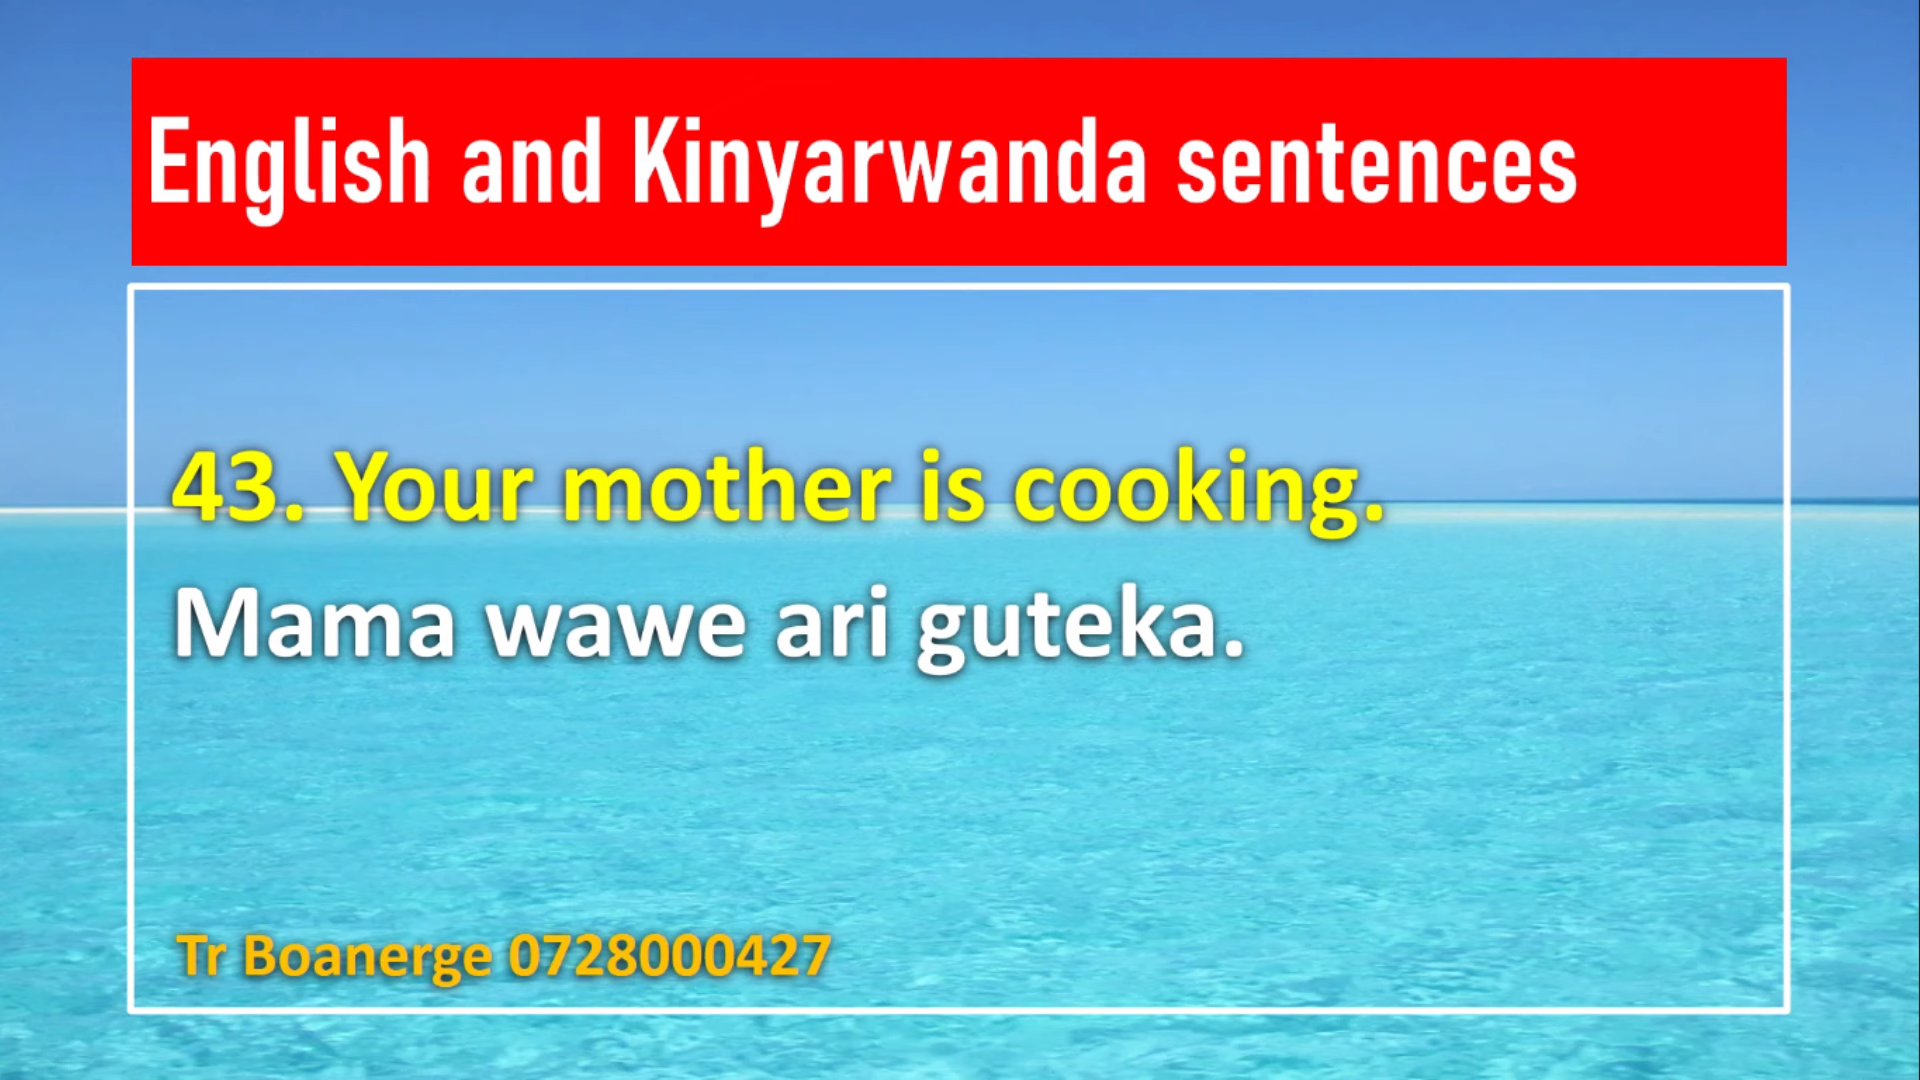 English and Kinyarwanda sentences
43. Your mother is cooking.
Mama wawe ari guteka.
Tr Boanerge 0728000427